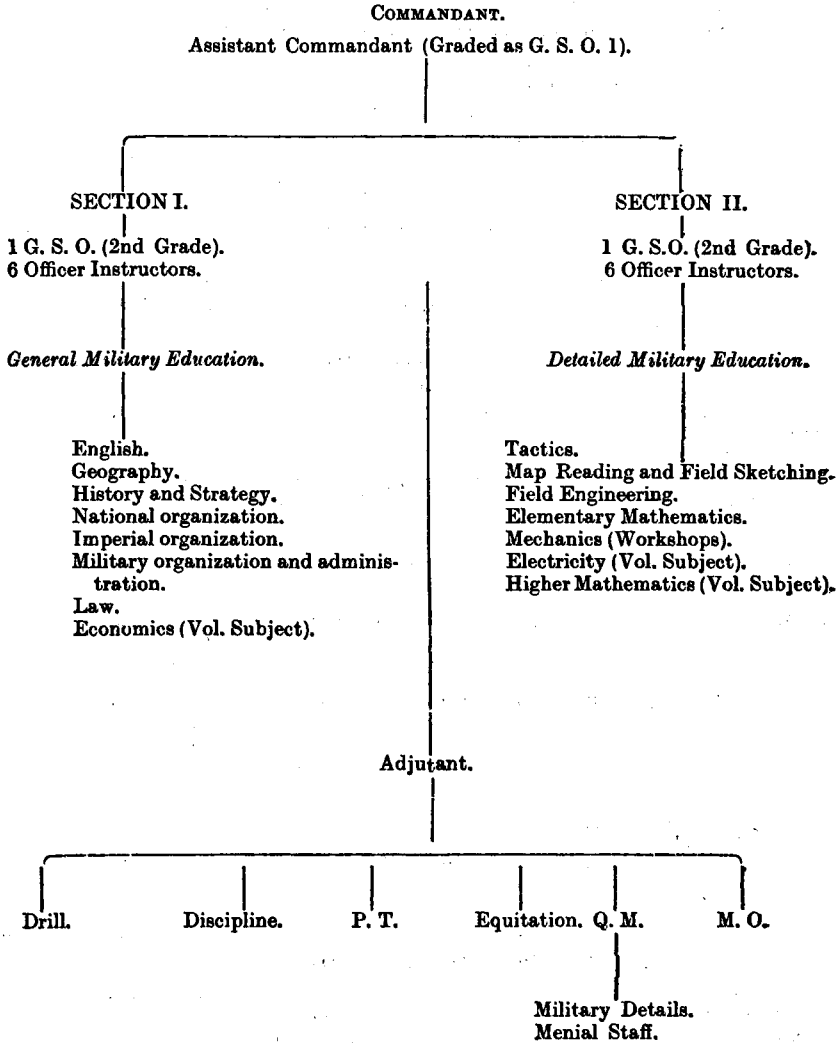 COMMANDANT.
Assistant Commandant (Graded as G. S. O. 1).
SECTION I.
1 G. S. O. (2nd Grade).
6 Officer Instructors.
General Military Education.
English.
Geography.
History and Strategy.
National organization.
Imperial organization.
Military organization and adminis-
tration.
Law.
Economics (Vol. Subject).
SECTION II.
1 G. S.O. (2nd Grade).
6 Officer Instructors.
Detailed Military Education.
Tactics.
Map Reading and Field Sketching.
Field Engineering.
Elementary Mathematics.
Mechanics (Workshops).
Electricity (Vol. Subject).
Higher Mathematics (Vol. Subject).
Adjutant.
Drill. Discipline. P. T. Equitation. Q. M. M. O.
Military Details.
Menial Staff.